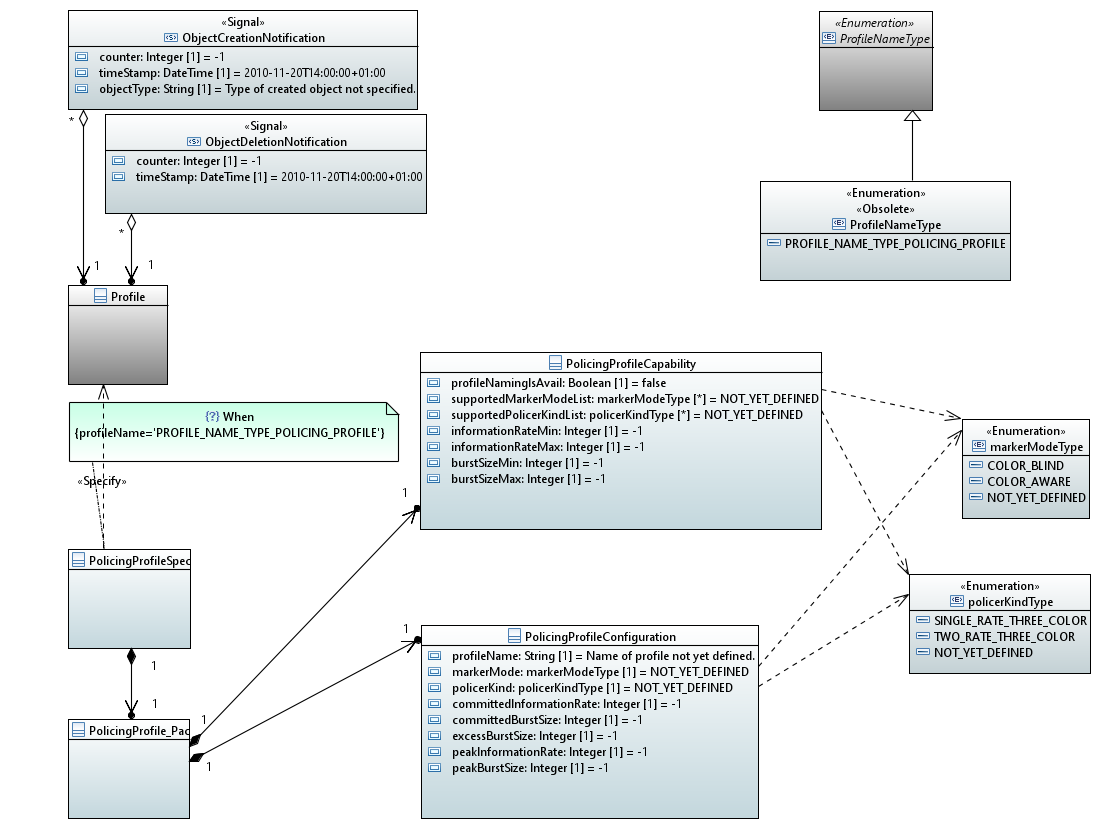 «Signal»
ObjectCreationNotification
counter: Integer [1] = -1
timeStamp: DateTime [1] = 2010-11-20T14:00:00+01:00
objectType: String [1] = Type of created object not specified.
*
1
«Signal»
ObjectDeletionNotification
counter: Integer [1] = -1
timeStamp: DateTime [1] = 2010-11-20T14:00:00+01:00
*
1
«Enumeration»
ProfileNameType
«Enumeration»
«Obsolete»
ProfileNameType
PROFILE_NAME_TYPE_POLICING_PROFILE
Profile
{?} When
{profileName='PROFILE_NAME_TYPE_POLICING_PROFILE'}
«Specify»
PolicingProfileSpec
1
1
PolicingProfile_Pac
1
1
1
1
PolicingProfileCapability
profileNamingIsAvail: Boolean [1] = false
supportedMarkerModeList: markerModeType [*] = NOT_YET_DEFINED
supportedPolicerKindList: policerKindType [*] = NOT_YET_DEFINED
informationRateMin: Integer [1] = -1
informationRateMax: Integer [1] = -1
burstSizeMin: Integer [1] = -1
burstSizeMax: Integer [1] = -1
«Enumeration»
markerModeType
COLOR_BLIND
COLOR_AWARE
NOT_YET_DEFINED
«Enumeration»
policerKindType
SINGLE_RATE_THREE_COLOR
TWO_RATE_THREE_COLOR
NOT_YET_DEFINED
PolicingProfileConfiguration
profileName: String [1] = Name of profile not yet defined.
markerMode: markerModeType [1] = NOT_YET_DEFINED
policerKind: policerKindType [1] = NOT_YET_DEFINED
committedInformationRate: Integer [1] = -1
committedBurstSize: Integer [1] = -1
excessBurstSize: Integer [1] = -1
peakInformationRate: Integer [1] = -1
peakBurstSize: Integer [1] = -1